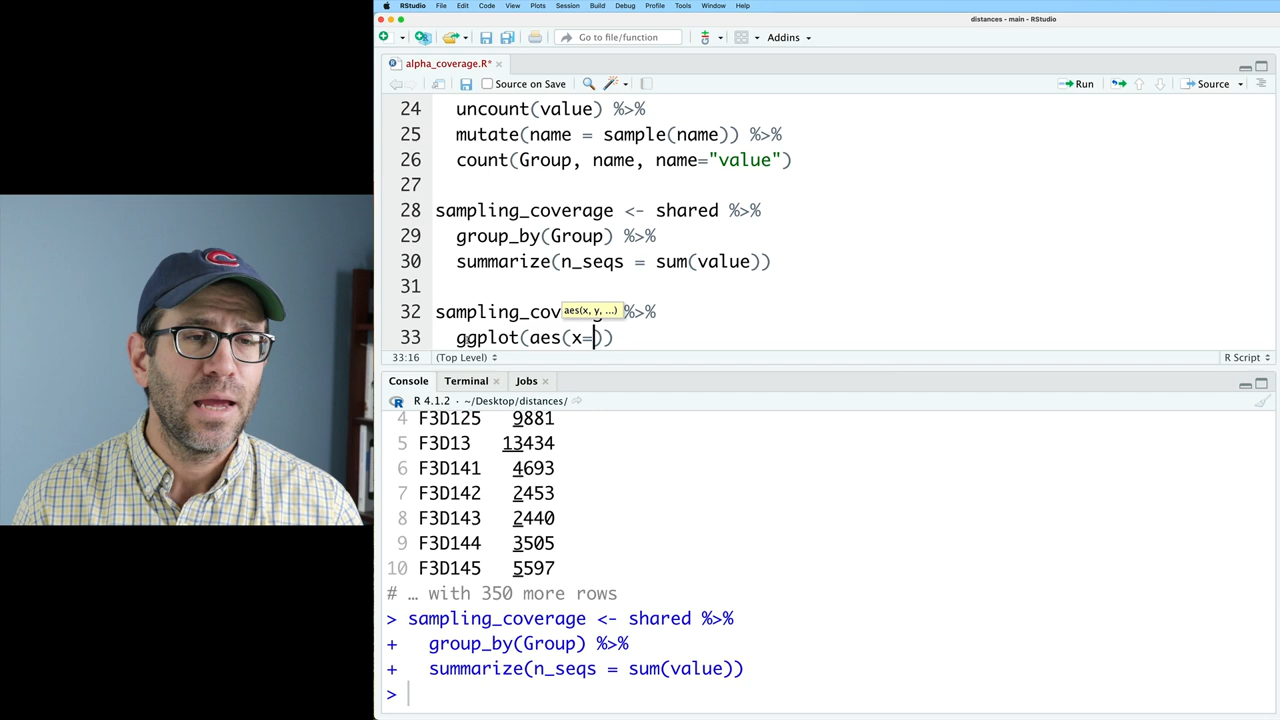 RStudio File Edit Code View Plots Session Build Debug Profile Tools Window Help
distances - main - RStudio
Go to file/function Addins
alpha_coverage.R*
Source on Save Run Source
24 uncount(value) %>%
25 mutate(name = sample(name)) %>%
26 count(Group, name, name="value")
27
28 sampling_coverage <- shared %>%
29 group_by(Group) %>%
30 summarize(n_seqs = sum(value))
31
aes(x, y, ...)
32 sampling_cov %>%
33 ggplot(aes(x=))
33:16 (Top Level) R Script
Console Terminal Jobs
R 4.1.2 · ~/Desktop/distances/
4 F3D125 9881
5 F3D13 13434
6 F3D141 4693
7 F3D142 2453
8 F3D143 2440
9 F3D144 3505
10 F3D145 5597
# … with 350 more rows
> sampling_coverage <- shared %>%
+ group_by(Group) %>%
+ summarize(n_seqs = sum(value))
>
C